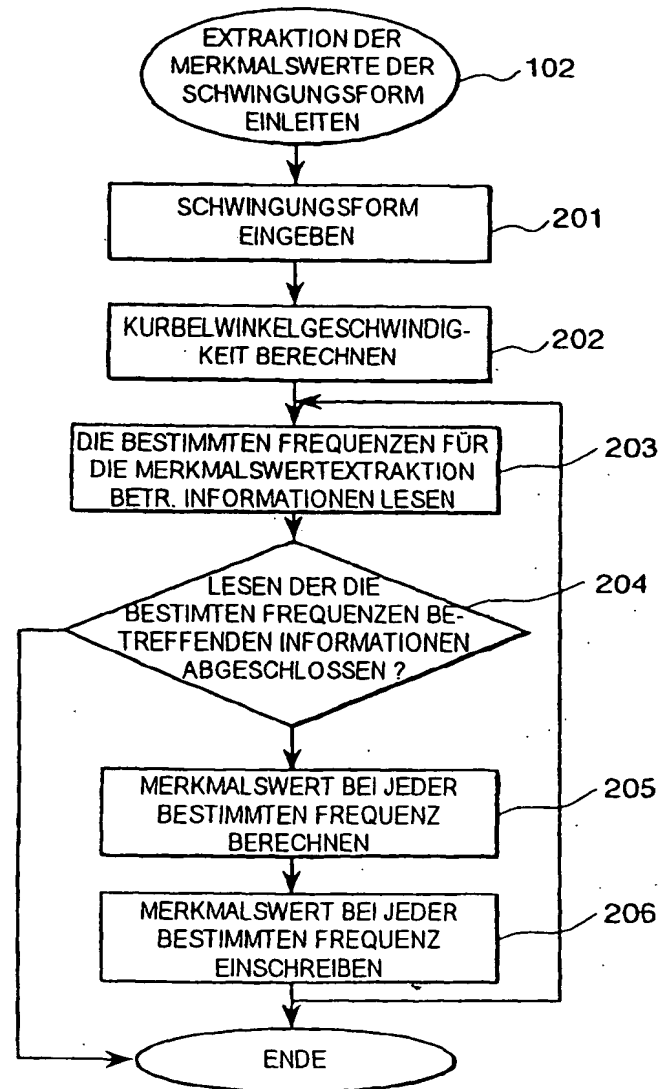 EXTRAKTION DER
MERKMALSWERTE DER
SCHWINGUNGSFORM
EINLEITEN
102
SCHWINGUNGSFORM
EINGEBEN
201
KURBELWINKELGESCHWINDIG-
KEIT BERECHNEN
202
DIE BESTIMMTEN FREQUENZEN FÜR
DIE MERKMALSWERTEXTRAKTION
BETR. INFORMATIONEN LESEN
203
LESEN DER DIE
BESTIMTEN FREQUENZEN BE-
TREFFENDEN INFORMATIONEN
ABGESCHLOSSEN ?
204
MERKMALSWERT BEI JEDER
BESTIMMTEN FREQUENZ
BERECHNEN
205
MERKMALSWERT BEI JEDER
BESTIMMTEN FREQUENZ
EINSCHREIBEN
206
ENDE